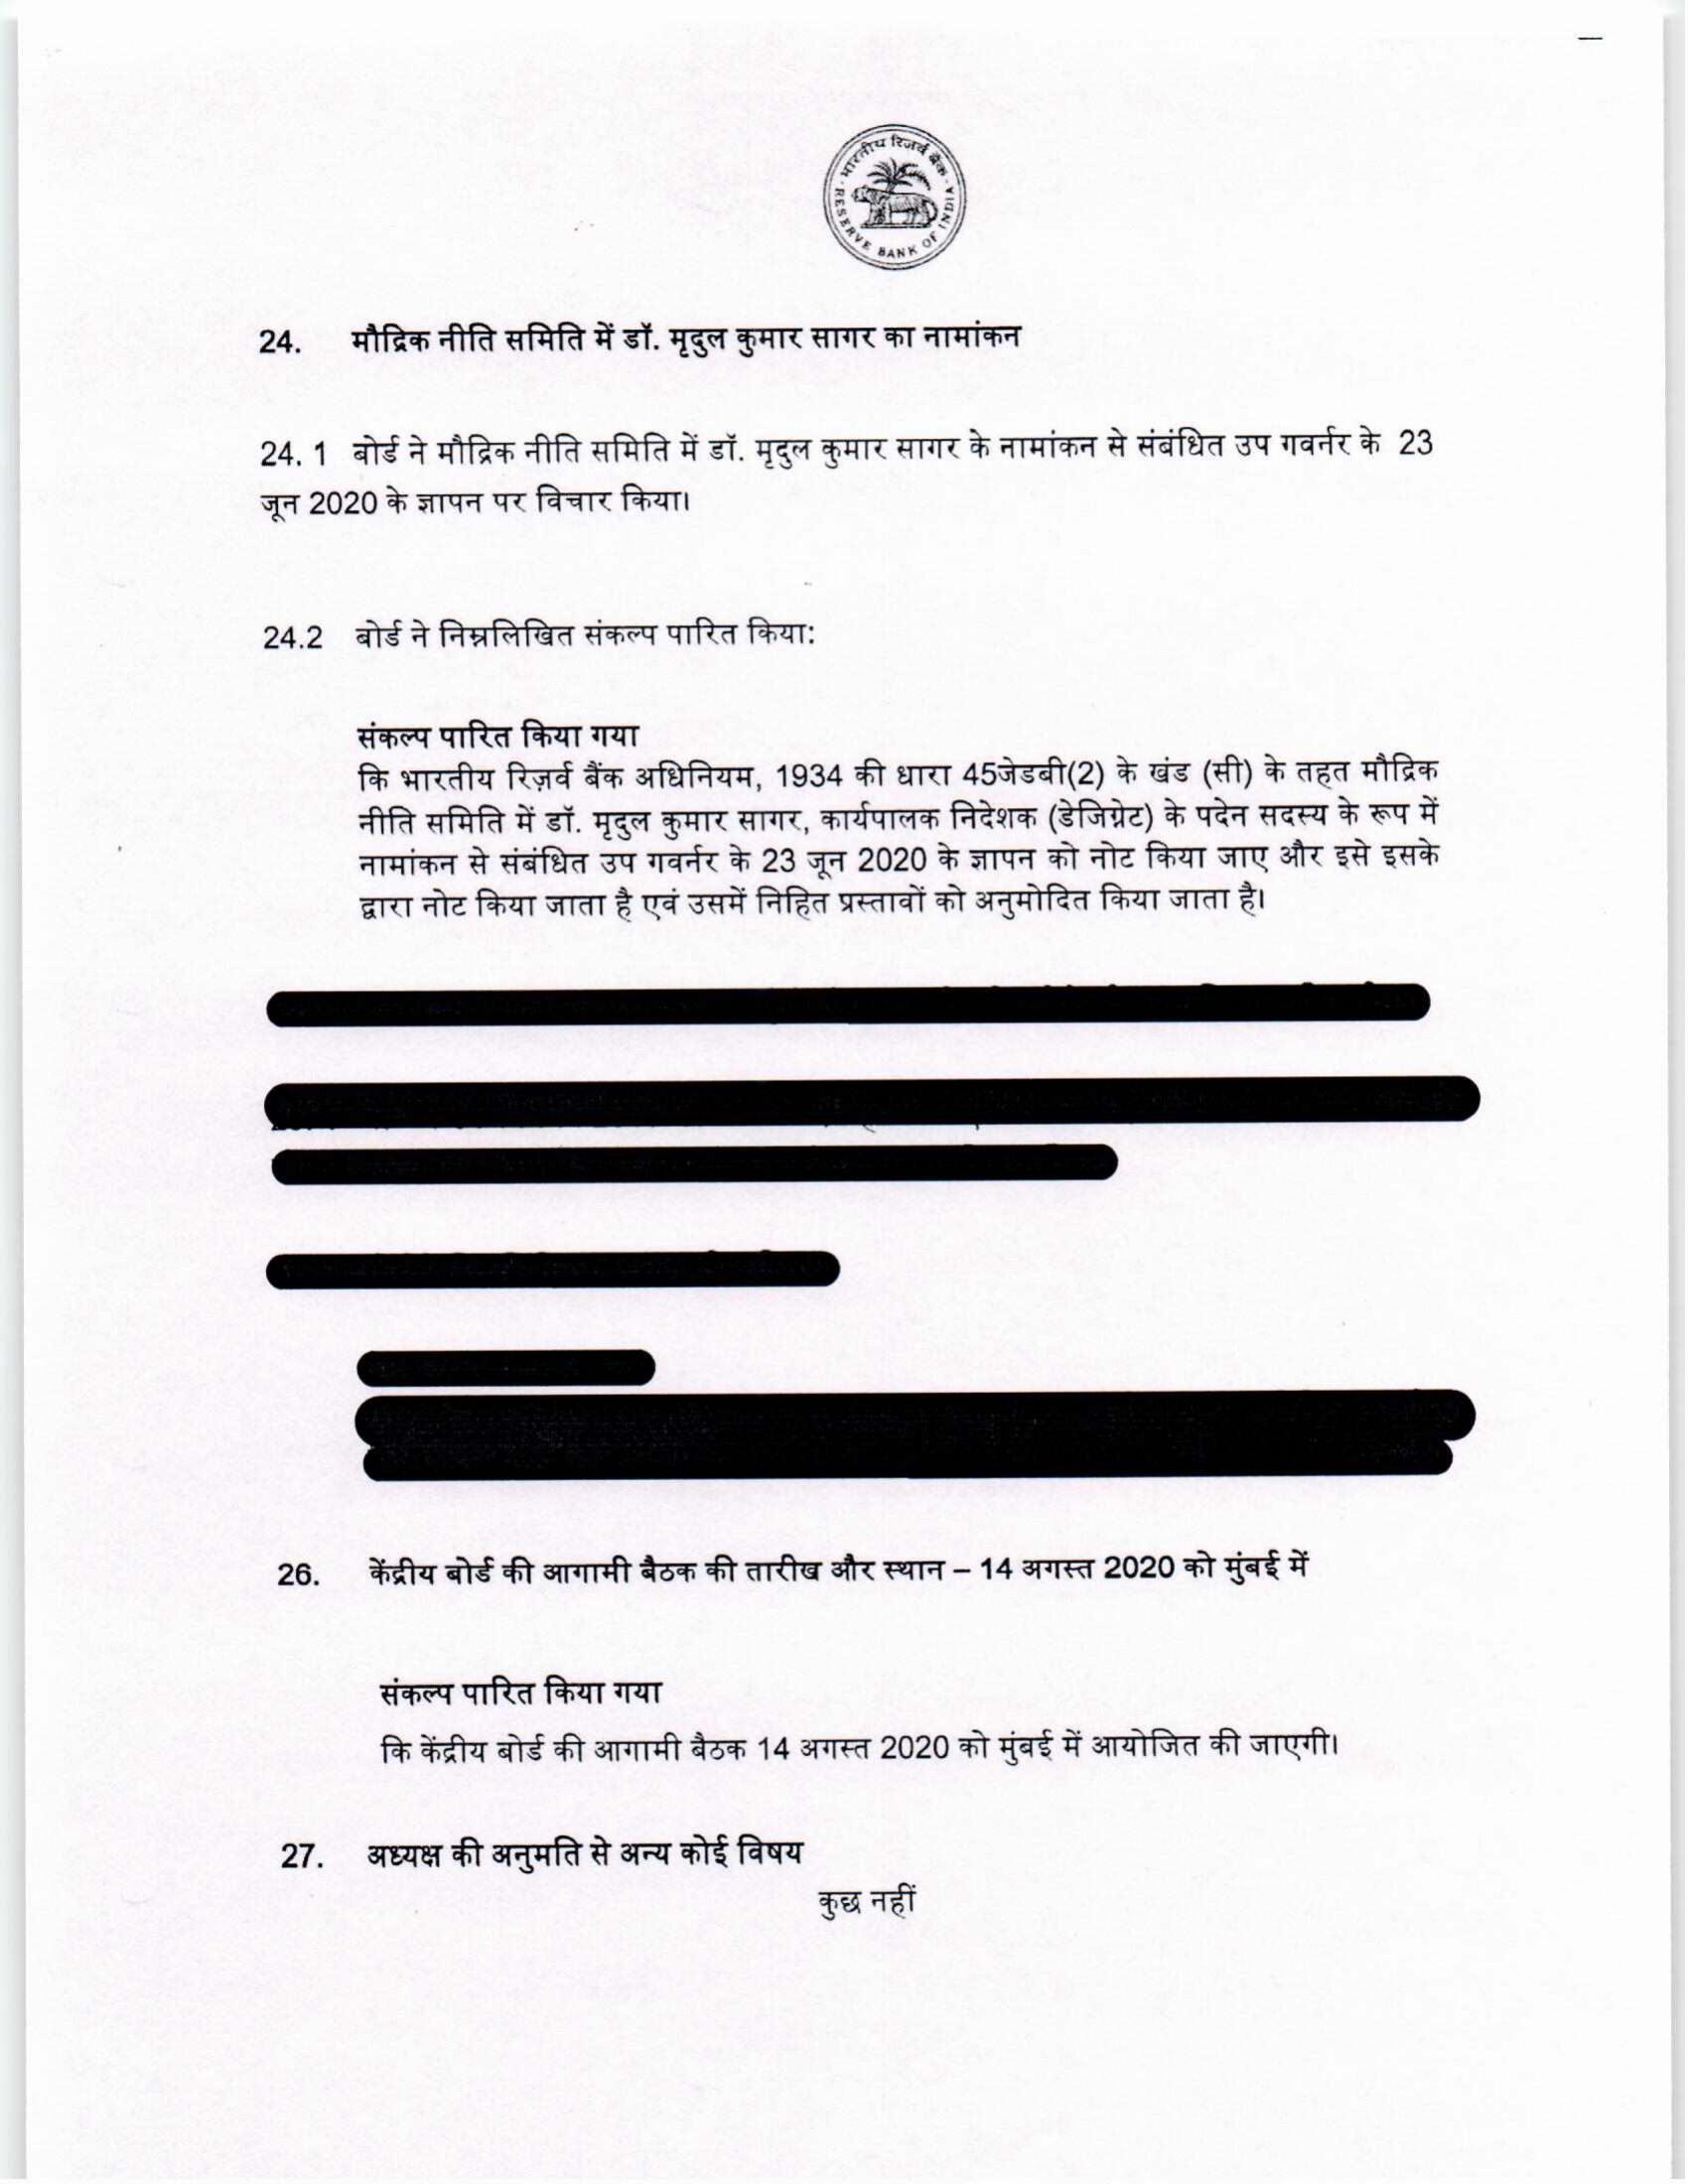 भारतीय रिज़र्व बैंक
RESERVE BANK OF INDIA
24. मौद्रिक नीति समिति में डॉ. मृदुल कुमार सागर का नामांकन
24. 1 बोर्ड ने मौद्रिक नीति समिति में डॉ. मृदुल कुमार सागर के नामांकन से संबंधित उप गवर्नर के 23
जून 2020 के ज्ञापन पर विचार किया।
24.2 बोर्ड ने निम्नलिखित संकल्प पारित किया:
संकल्प पारित किया गया
कि भारतीय रिज़र्व बैंक अधिनियम, 1934 की धारा 45जेडबी(2) के खंड (सी) के तहत मौद्रिक
नीति समिति में डॉ. मृदुल कुमार सागर, कार्यपालक निदेशक (डेजिग्नेट) के पदेन सदस्य के रूप में
नामांकन से संबंधित उप गवर्नर के 23 जून 2020 के ज्ञापन को नोट किया जाए और इसे इसके
द्वारा नोट किया जाता है एवं उसमें निहित प्रस्तावों को अनुमोदित किया जाता है।
26. केंद्रीय बोर्ड की आगामी बैठक की तारीख और स्थान – 14 अगस्त 2020 को मुंबई में
संकल्प पारित किया गया
कि केंद्रीय बोर्ड की आगामी बैठक 14 अगस्त 2020 को मुंबई में आयोजित की जाएगी।
27. अध्यक्ष की अनुमति से अन्य कोई विषय
कुछ नहीं